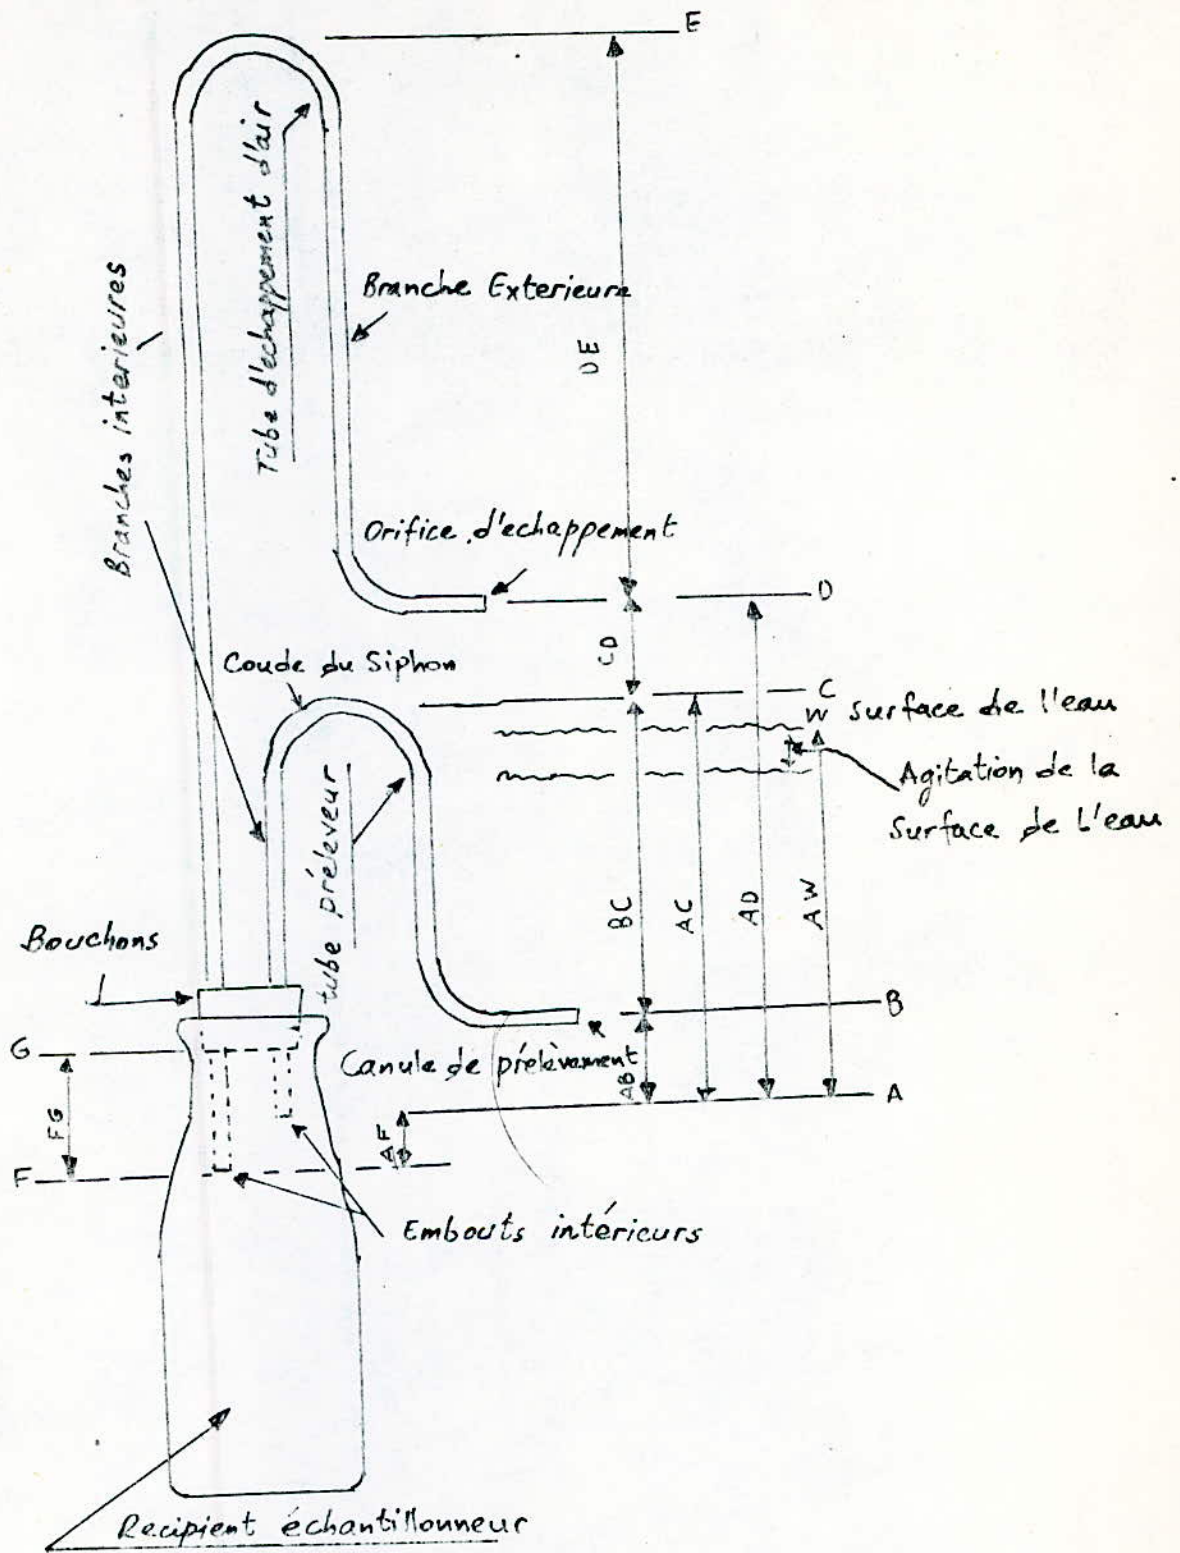 E
Tube d'echappement d'air
Branche Exterieure
Branches interieures
DE
Orifice d'echappement
D
CD
Coude du Siphon
C
W Surface de l'eau
Agitation de la
Surface de l'eau
tube préleveur
BC
AC
AD
AW
Bouchons
B
G
Canule de prélèvement
AB
A
FG
AF
F
Embouts intérieurs
Recipient échantillonneur